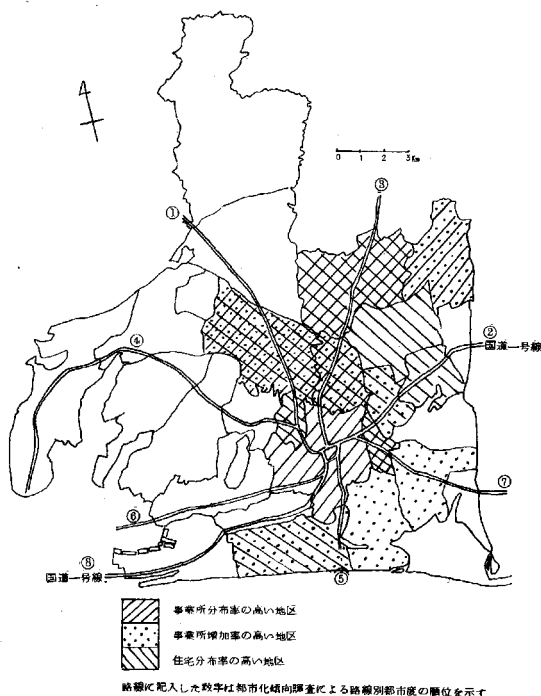 0 1 2 3Km
③
①
②
国道一号線
④
⑦
⑥
⑧
国道一号線
⑤
事業所分布率の高い地区
事業所増加率の高い地区
住宅分布率の高い地区
路線に記入した数字は都市化傾向調査による路線別都市度の順位を示す